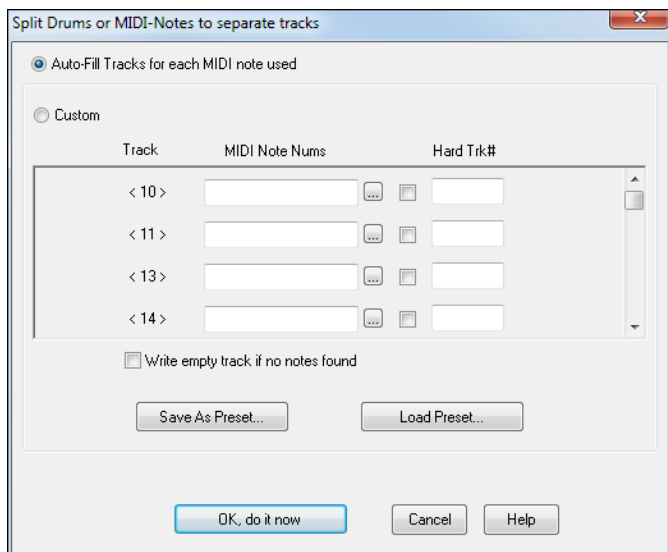 Split Drums or MIDI-Notes to separate tracks
Auto-Fill Tracks for each MIDI note used
Custom
Track MIDI Note Nums Hard Trk#
< 10 > ...
< 11 > ...
< 13 > ...
< 14 > ...
Write empty track if no notes found
Save As Preset... Load Preset...
OK, do it now Cancel Help